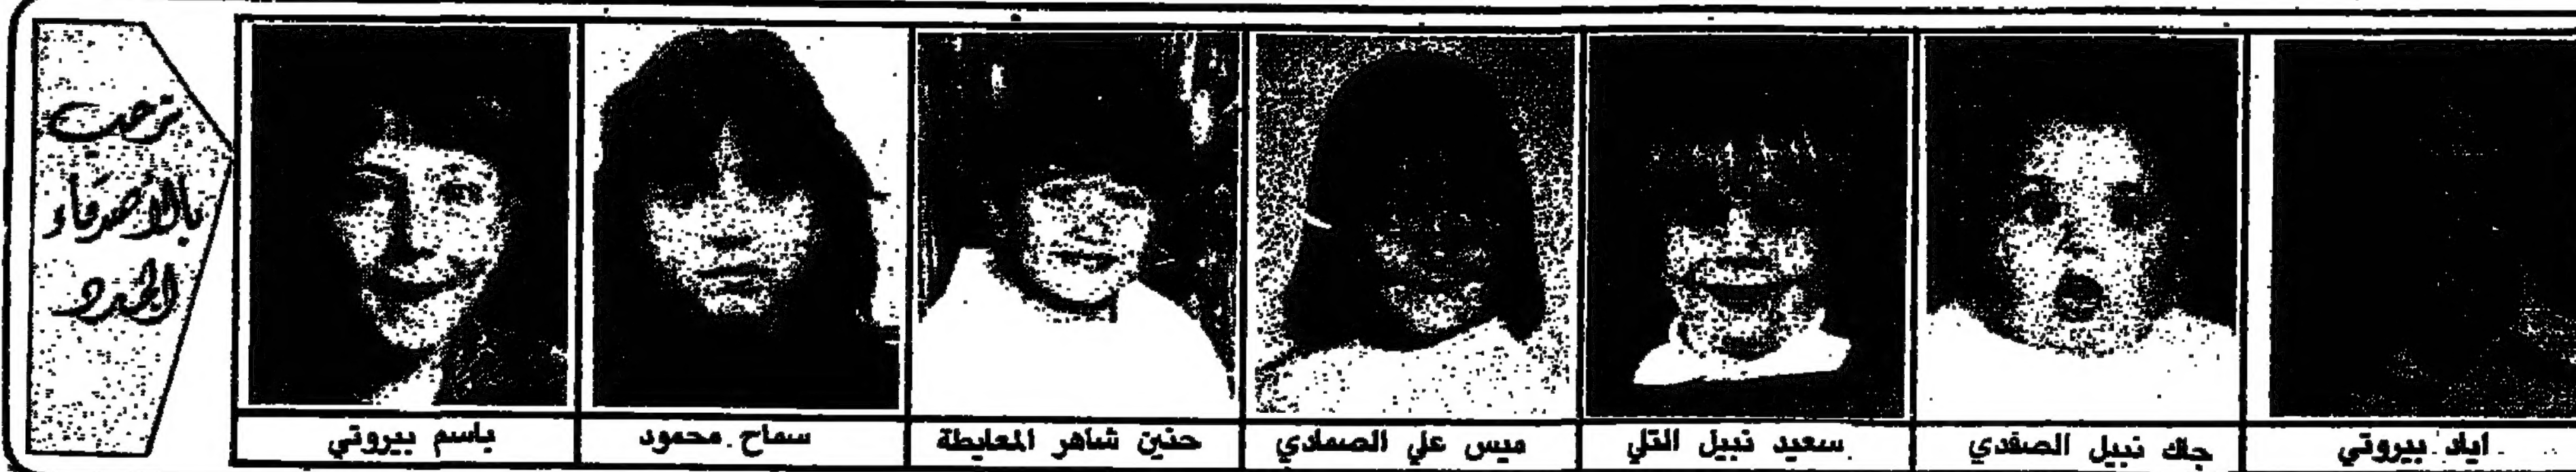 نرحب
بالأصدقاء
الجدد
اياد بيروتي
جاك نبيل الصفدي
سعيد نبيل التلي
ميس علي الصمادي
حنين شاهر المعايطة
سماح محمود
باسم بيروتي